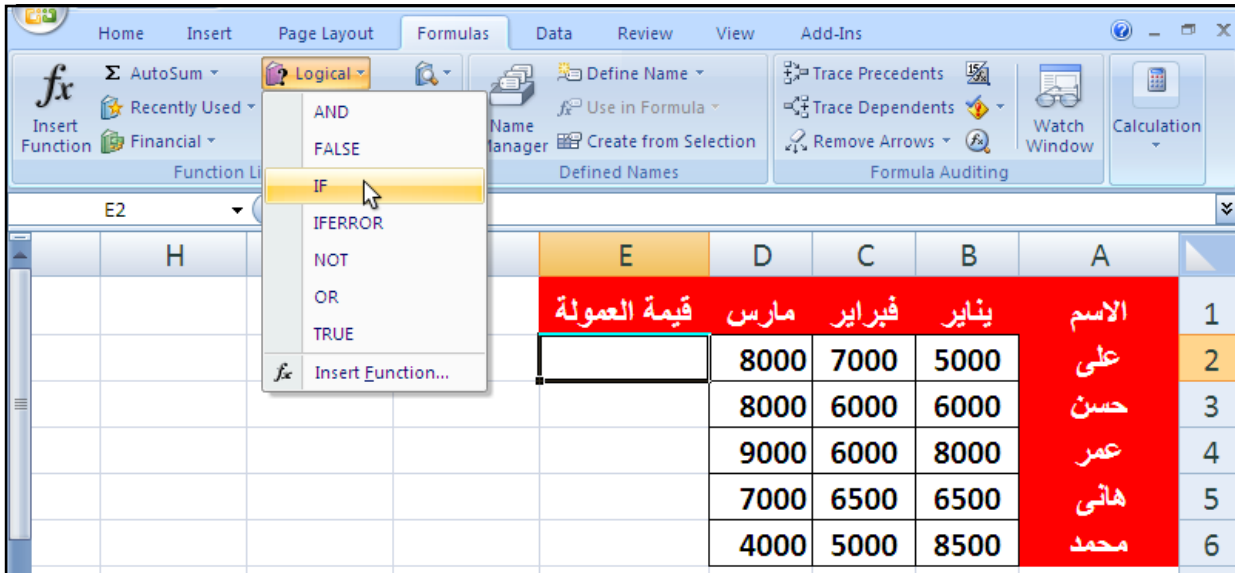 Home Insert Page Layout Formulas Data Review View Add-Ins
Insert Function
Σ AutoSum
Recently Used
Financial
Logical
Function Li
Name
Manager
Define Name
Use in Formula
Create from Selection
Defined Names
Trace Precedents
Trace Dependents
Remove Arrows
Formula Auditing
Watch
Window
Calculation
AND
FALSE
IF
IFERROR
NOT
OR
TRUE
fx Insert Function...
E2
H E D C B A
1 الاسم يناير فبراير مارس قيمة العمولة
2 على 5000 7000 8000
3 حسن 6000 6000 8000
4 عمر 8000 6000 9000
5 هانى 6500 6500 7000
6 محمد 8500 5000 4000